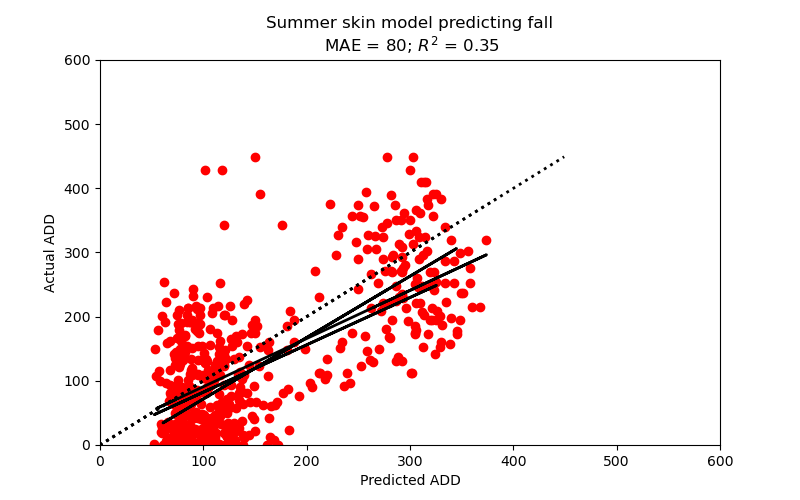 Summer skin model predicting fall
MAE = 80; $R^2$ = 0.35
600
500
400
300
200
100
0
Actual ADD
0 100 200 300 400 500 600
Predicted ADD